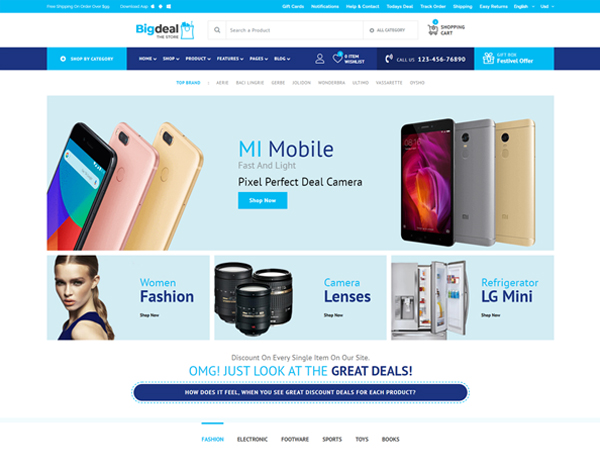 Free Shipping On Order Over $99
Download App
Gift Cards
Notifications
Help & Contact
Todays Deal
Track Order
Shipping
Easy Returns
English
Usd
Bigdeal
THE STORE
Search a Product
ALL CATEGORY
0
SHOPPING
CART
SHOP BY CATEGORY
HOME
SHOP
PRODUCT
FEATURES
PAGES
BLOG
0 ITEM
WISHLIST
CALL US 123-456-76890
GIFT BOX
Festivel Offer
TOP BRAND
AERIE
BACI LINGRIE
GERBE
JOLIDON
WONDERBRA
ULTIMO
VASSARETTE
OYSHO
MI Mobile
Fast And Light
Pixel Perfect Deal Camera
Shop Now
Women
Fashion
Shop Now
Camera
Lenses
Shop Now
Refrigerator
LG Mini
Shop Now
Discount On Every Single Item On Our Site.
OMG! JUST LOOK AT THE GREAT DEALS!
HOW DOES IT FEEL, WHEN YOU SEE GREAT DISCOUNT DEALS FOR EACH PRODUCT?
FASHION
ELECTRONIC
FOOTWARE
SPORTS
TOYS
BOOKS